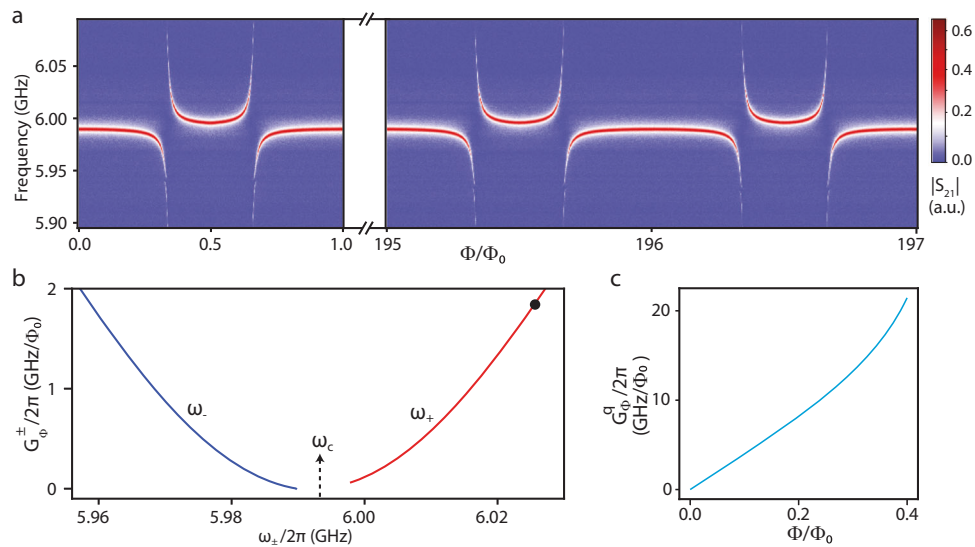 a
Frequency (GHz)
6.05
6.00
5.95
5.90
0.0 0.5 1.0 195 196 197
Φ/Φ₀
0.6
0.4
0.2
0.0
|S₂₁|
(a.u.)
b
G_Φ^±/2π (GHz/Φ₀)
2
1
0
ω₋
ω_c
ω₊
5.96 5.98 6.00 6.02
ω±/2π (GHz)
c
G_Φ^q/2π
(GHz/Φ₀)
20
10
0
0.0 0.2 0.4
Φ/Φ₀